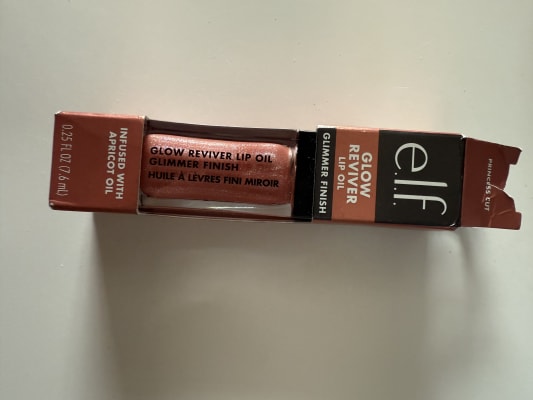 PRINCESS CUT
e.l.f.
GLOW
REVIVER
LIP OIL
GLIMMER FINISH
GLOW REVIVER LIP OIL
GLIMMER FINISH
HUILE À LÈVRES FINI MIROIR
INFUSED WITH
APRICOT OIL
0.25 FL OZ (7.6 mL)